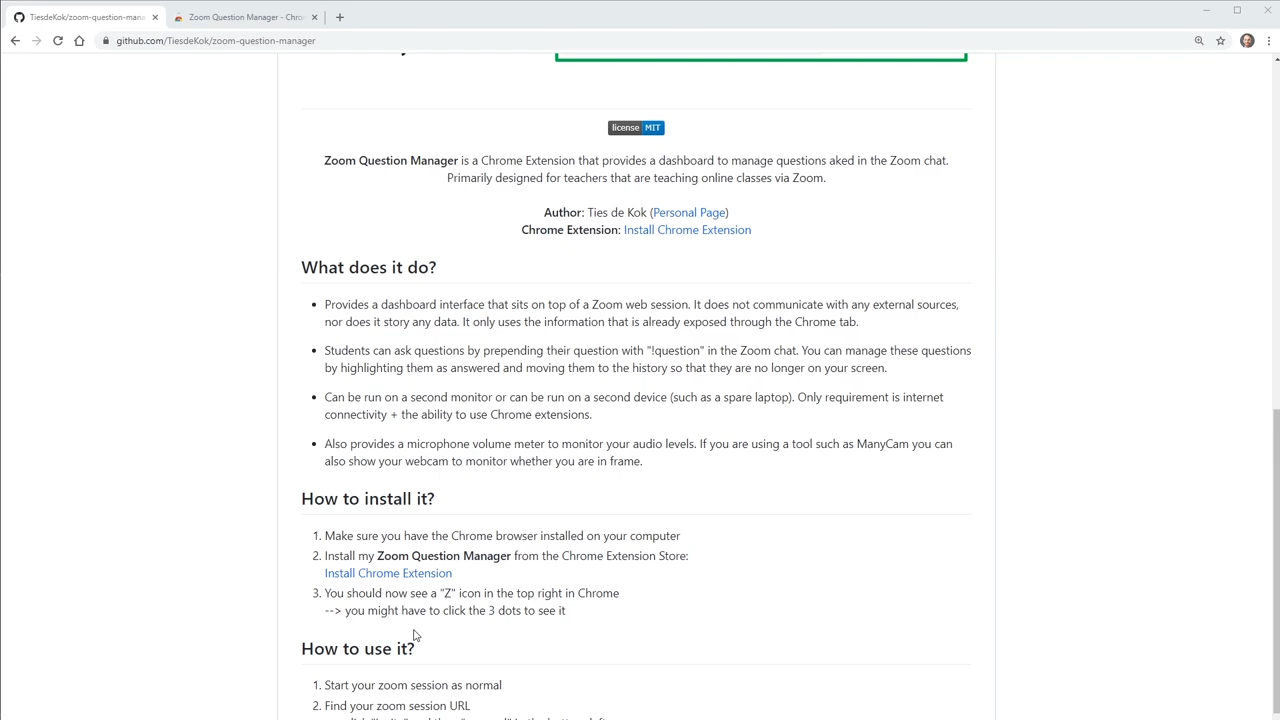 TiesdeKok/zoom-question-mana
Zoom Question Manager - Chro
github.com/TiesdeKok/zoom-question-manager
license MIT
Zoom Question Manager is a Chrome Extension that provides a dashboard to manage questions aked in the Zoom chat.
Primarily designed for teachers that are teaching online classes via Zoom.
Author: Ties de Kok (Personal Page)
Chrome Extension: Install Chrome Extension
What does it do?
• Provides a dashboard interface that sits on top of a Zoom web session. It does not communicate with any external sources,
nor does it story any data. It only uses the information that is already exposed through the Chrome tab.
• Students can ask questions by prepending their question with "!question" in the Zoom chat. You can manage these questions
by highlighting them as answered and moving them to the history so that they are no longer on your screen.
• Can be run on a second monitor or can be run on a second device (such as a spare laptop). Only requirement is internet
connectivity + the ability to use Chrome extensions.
• Also provides a microphone volume meter to monitor your audio levels. If you are using a tool such as ManyCam you can
also show your webcam to monitor whether you are in frame.
How to install it?
1. Make sure you have the Chrome browser installed on your computer
2. Install my Zoom Question Manager from the Chrome Extension Store:
Install Chrome Extension
3. You should now see a "Z" icon in the top right in Chrome
--> you might have to click the 3 dots to see it
How to use it?
1. Start your zoom session as normal
2. Find your zoom session URL